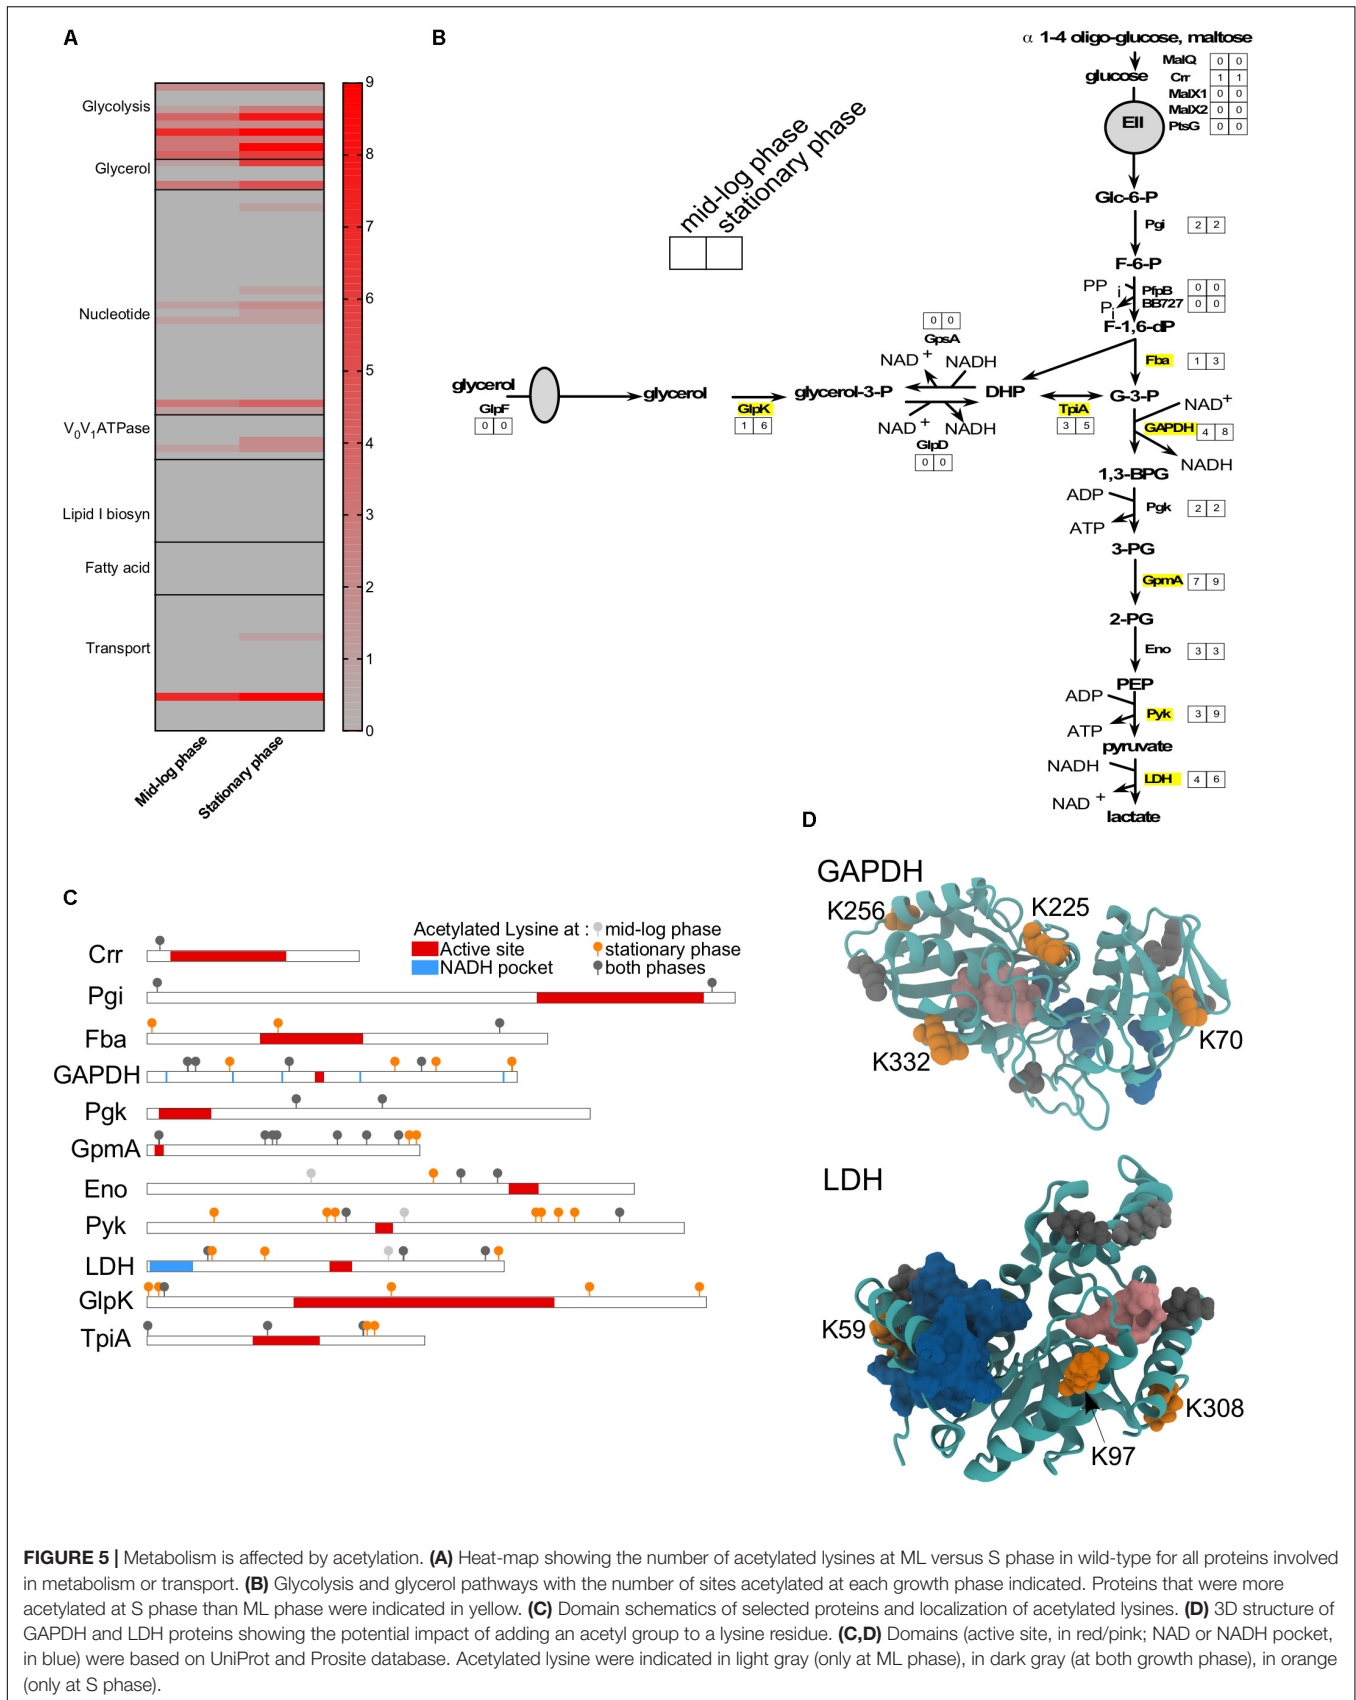 A
Glycolysis
Glycerol
Nucleotide
V0V1ATPase
Lipid I biosyn
Fatty acid
Transport
Mid-log phase
Stationary phase
9
8
7
6
5
4
3
2
1
0
B
mid-log phase
stationary phase
α 1-4 oligo-glucose, maltose
MalQ 0 0
glucose Crr 1 1
MalX1 0 0
MalX2 0 0
EII PtsG 0 0
Glc-6-P
Pgi 2 2
F-6-P
PPi PfpB 0 0
Pi BB727 0 0
F-1,6-dP
Fba 1 3
0 0
GpsA
NAD+ NADH
glycerol
GlpF
0 0
glycerol
GlpK
1 6
glycerol-3-P
DHP
TpiA
3 5
G-3-P
NAD+ NADH
GlpD
0 0
NAD+
GAPDH 4 8
NADH
1,3-BPG
ADP
Pgk 2 2
ATP
3-PG
GpmA 7 9
2-PG
Eno 3 3
PEP
ADP
Pyk 3 9
ATP
pyruvate
NADH
LDH 4 6
NAD+
lactate
C
Acetylated Lysine at :
Active site
NADH pocket
mid-log phase
stationary phase
both phases
Crr
Pgi
Fba
GAPDH
Pgk
GpmA
Eno
Pyk
LDH
GlpK
TpiA
D
GAPDH
K256
K225
K332
K70
LDH
K59
K308
K97
FIGURE 5 | Metabolism is affected by acetylation. (A) Heat-map showing the number of acetylated lysines at ML versus S phase in wild-type for all proteins involved
in metabolism or transport. (B) Glycolysis and glycerol pathways with the number of sites acetylated at each growth phase indicated. Proteins that were more
acetylated at S phase than ML phase were indicated in yellow. (C) Domain schematics of selected proteins and localization of acetylated lysines. (D) 3D structure of
GAPDH and LDH proteins showing the potential impact of adding an acetyl group to a lysine residue. (C,D) Domains (active site, in red/pink; NAD or NADH pocket,
in blue) were based on UniProt and Prosite database. Acetylated lysine were indicated in light gray (only at ML phase), in dark gray (at both growth phase), in orange
(only at S phase).